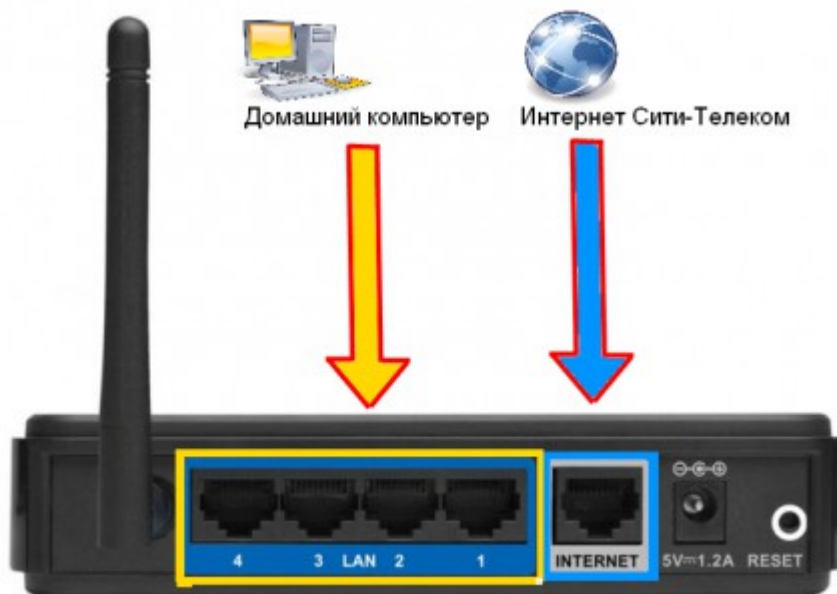 Домашний компьютер
Интернет Сити-Телеком
4 3 LAN 2 1
INTERNET
5V⎓1.2A
RESET